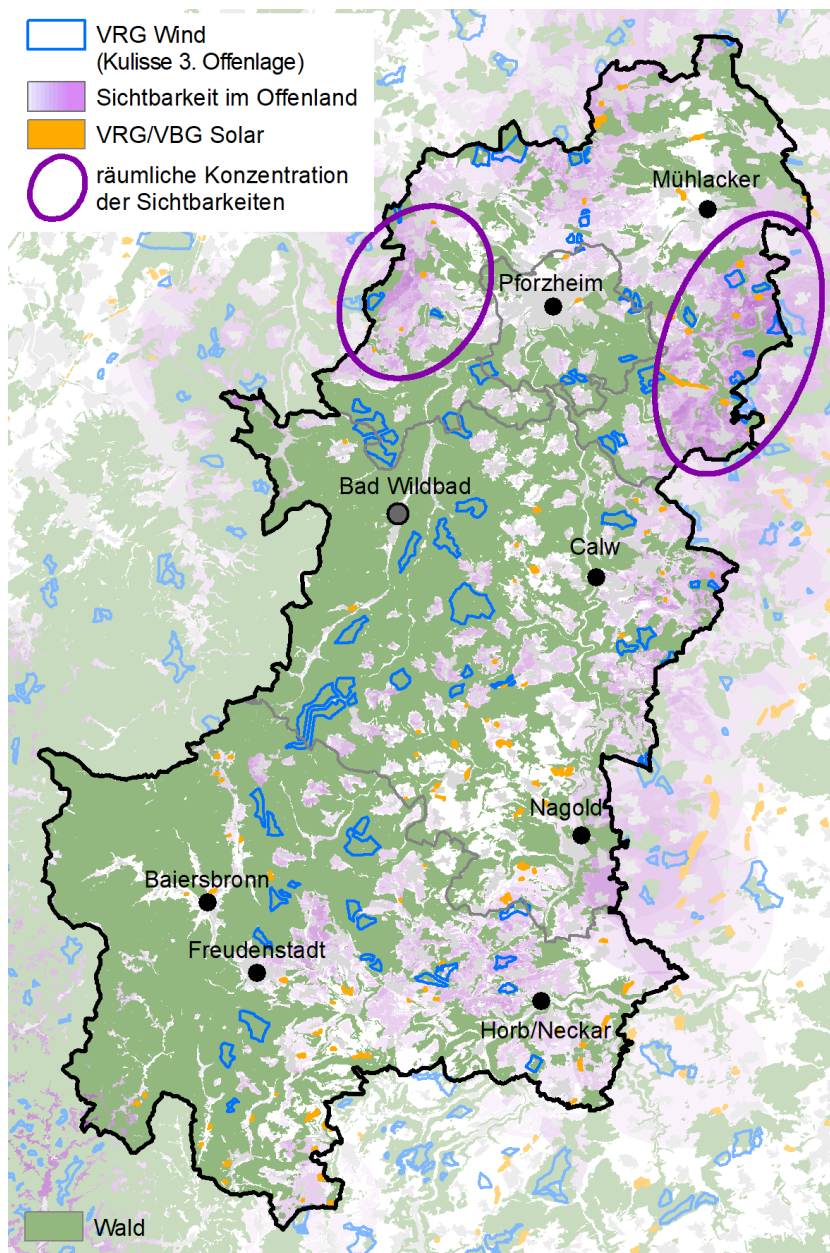 VRG Wind
(Kulisse 3. Offenlage)
Sichtbarkeit im Offenland
VRG/VBG Solar
räumliche Konzentration
der Sichtbarkeiten
Mühlacker
Pforzheim
Bad Wildbad
Calw
Nagold
Baiersbronn
Freudenstadt
Horb/Neckar
Wald